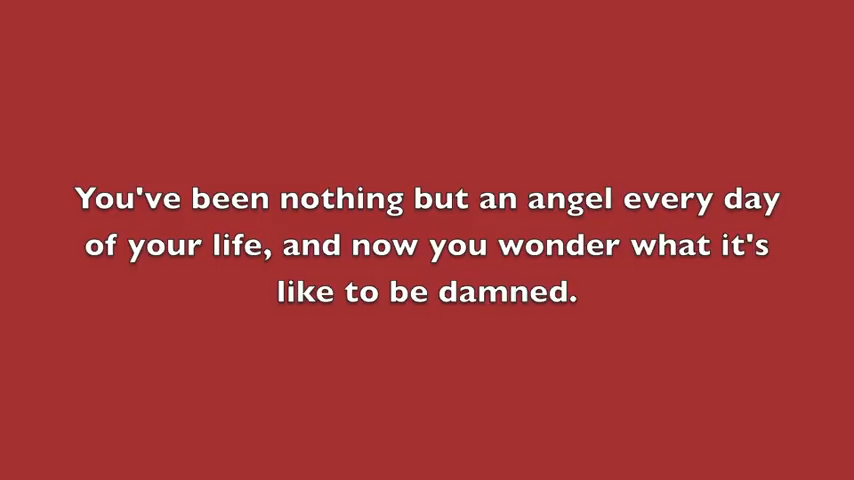 You've been nothing but an angel every day
of your life, and now you wonder what it's
like to be damned.